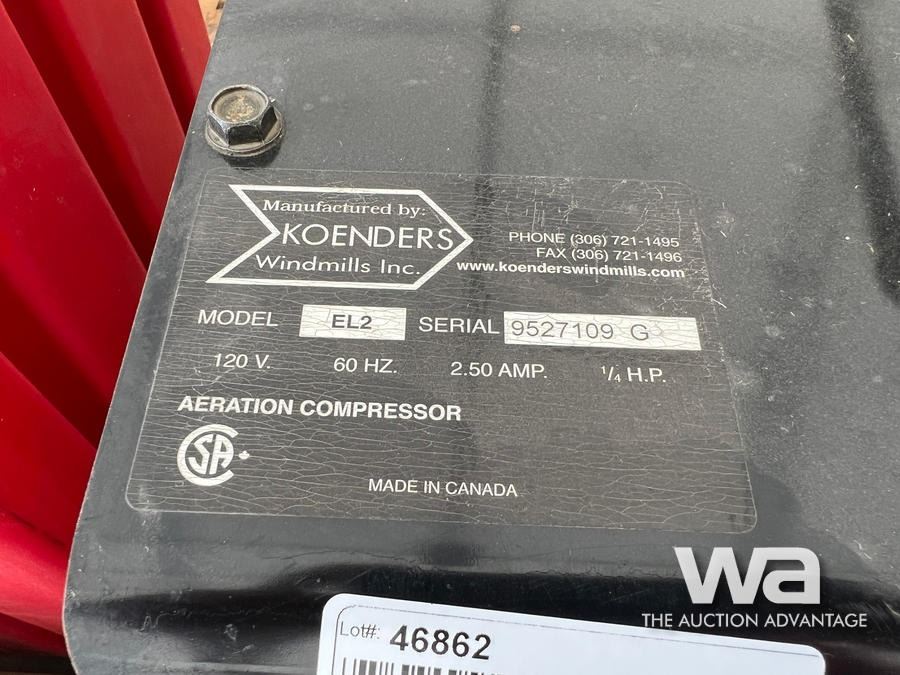 Manufactured by:
KOENDERS
Windmills Inc.
PHONE (306) 721-1495
FAX (306) 721-1496
www.koenderswindmills.com
MODEL EL2 SERIAL 9527109 G
120 V. 60 HZ. 2.50 AMP. 1/4 H.P.
AERATION COMPRESSOR
SA
MADE IN CANADA
wa
THE AUCTION ADVANTAGE
Lot#: 46862